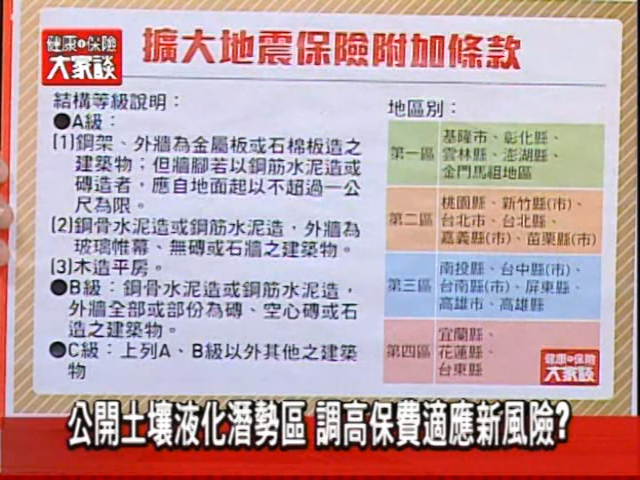 健康i保險
大家談
擴大地震保險附加條款
結構等級說明：
●A級：
(1)鋼架、外牆為金屬板或石棉板造之
建築物；但牆腳若以鋼筋水泥造或
磚造者，應自地面起以不超過一公
尺為限。
(2)鋼骨水泥造或鋼筋水泥造，外牆為
玻璃帷幕、無磚或石牆之建築物。
(3)木造平房。
●B級：鋼骨水泥造或鋼筋水泥造，
外牆全部或部份為磚、空心磚或石
造之建築物。
●C級：上列A、B級以外其他之建築
物
地區別：
第一區
基隆市、彰化縣、
雲林縣、澎湖縣、
金門馬祖地區
第二區
桃園縣、新竹縣(市)、
台北市、台北縣、
嘉義縣(市)、苗栗縣(市)
第三區
南投縣、台中縣(市)、
台南縣(市)、屏東縣、
高雄市、高雄縣
第四區
宜蘭縣、
花蓮縣、
台東縣
健康i保險
大家談
公開土壤液化潛勢區 調高保費適應新風險?